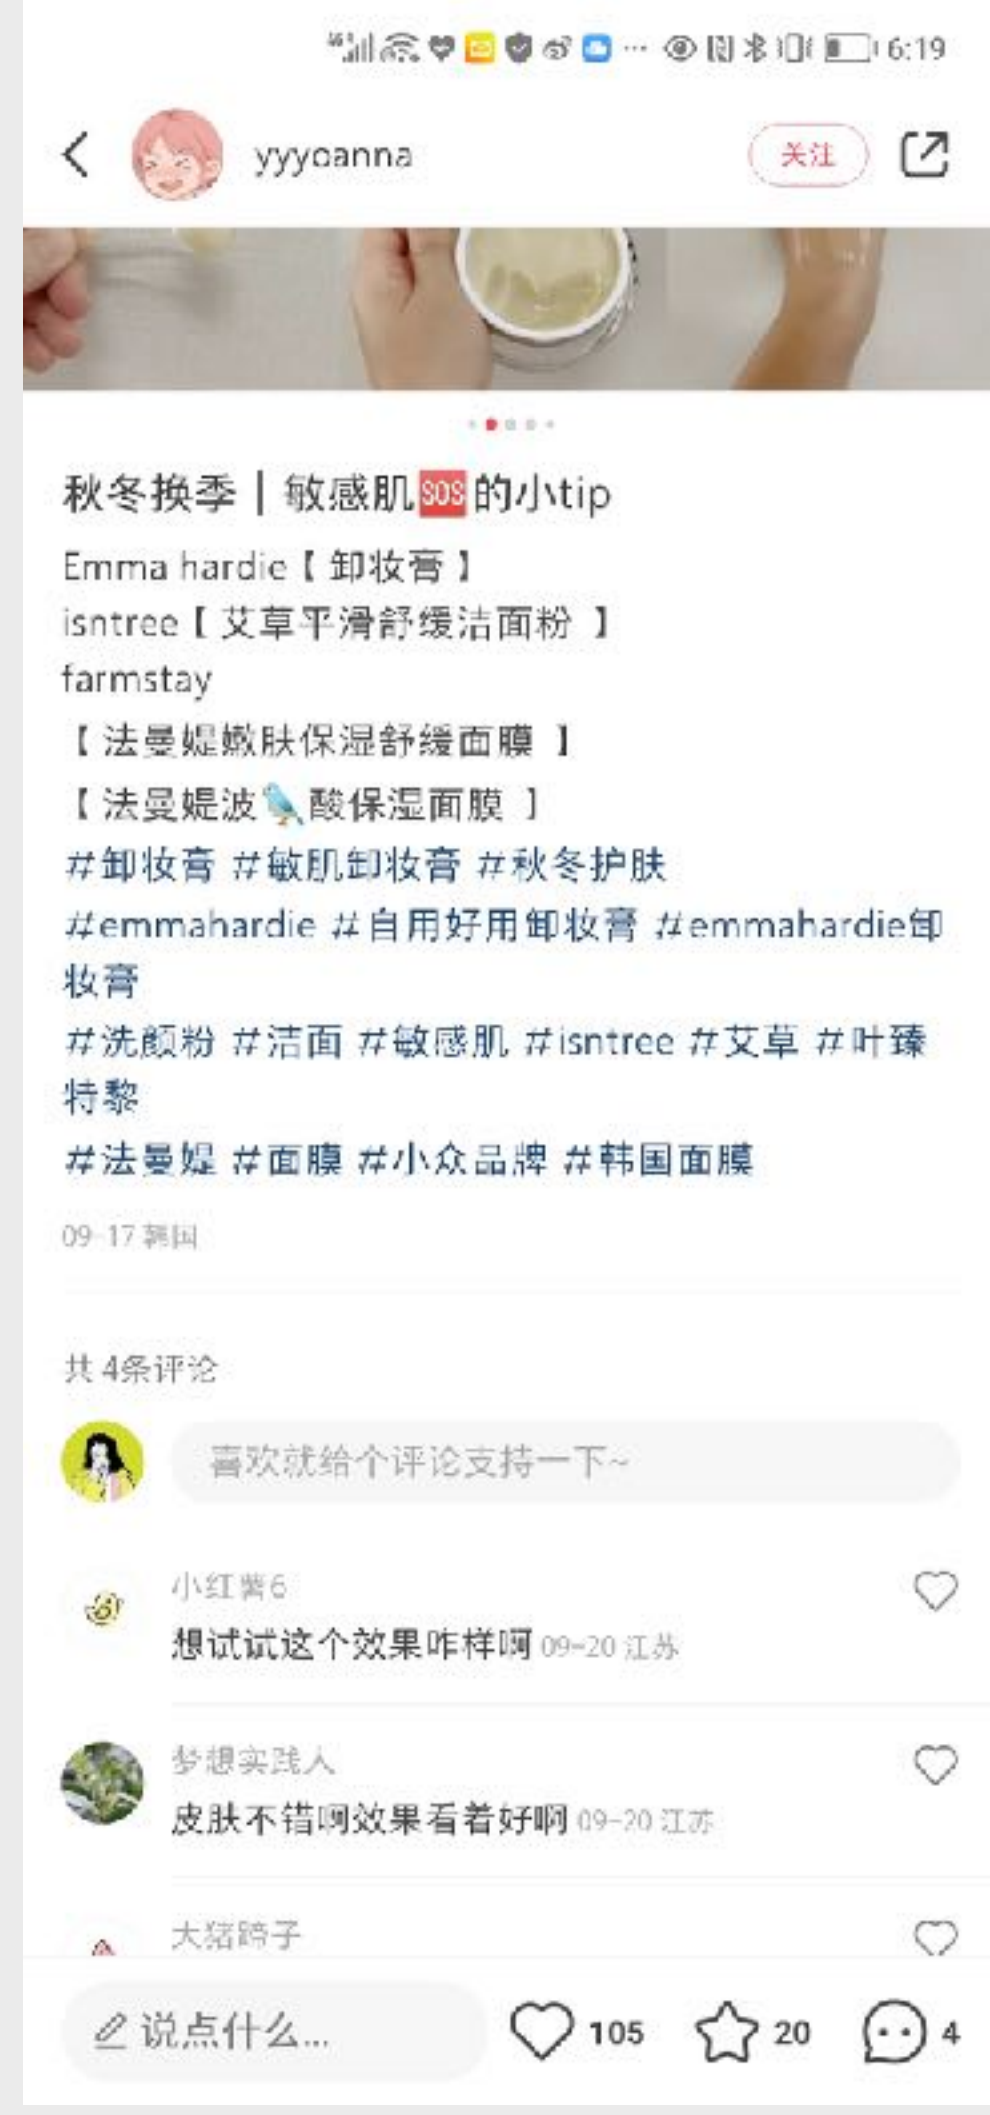 6:19
yyyoanna
关注
秋冬换季｜敏感肌🆘的小tip
Emma hardie【 卸妆膏 】
isntree【 艾草平滑舒缓洁面粉 】
farmstay
【 法曼媞嫩肤保湿舒缓面膜 】
【 法曼媞波🐦酸保湿面膜 】
#卸妆膏 #敏肌卸妆膏 #秋冬护肤
#emmahardie #自用好用卸妆膏 #emmahardie卸
妆膏
#洗颜粉 #洁面 #敏感肌 #isntree #艾草 #叶臻
特黎
#法曼媞 #面膜 #小众品牌 #韩国面膜
09-17 韩国
共 4条评论
喜欢就给个评论支持一下~
小红薯6
想试试这个效果咋样啊 09-20 江苏
梦想实践人
皮肤不错啊效果看着好啊 09-20 江苏
大猪蹄子
说点什么... 105 20 4